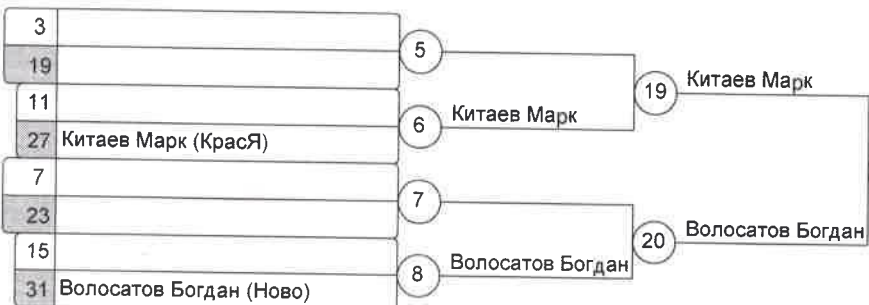 3
19
5
11
27 Китаев Марк (КрасЯ)
6 Китаев Марк
19 Китаев Марк
7
23
7
15
31 Волосатов Богдан (Ново)
8 Волосатов Богдан
20 Волосатов Богдан